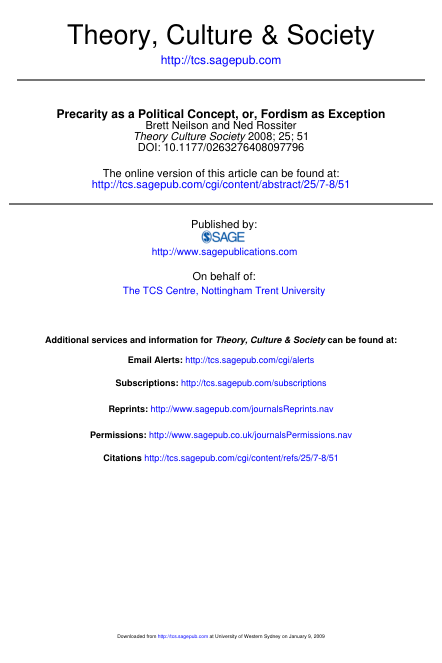 Theory, Culture & Society
http://tcs.sagepub.com
Precarity as a Political Concept, or, Fordism as Exception
Brett Neilson and Ned Rossiter
Theory Culture Society 2008; 25; 51
DOI: 10.1177/0263276408097796
The online version of this article can be found at:
http://tcs.sagepub.com/cgi/content/abstract/25/7-8/51
Published by:
SAGE
http://www.sagepublications.com
On behalf of:
The TCS Centre, Nottingham Trent University
Additional services and information for Theory, Culture & Society can be found at:
Email Alerts: http://tcs.sagepub.com/cgi/alerts
Subscriptions: http://tcs.sagepub.com/subscriptions
Reprints: http://www.sagepub.com/journalsReprints.nav
Permissions: http://www.sagepub.co.uk/journalsPermissions.nav
Citations http://tcs.sagepub.com/cgi/content/refs/25/7-8/51
Downloaded from http://tcs.sagepub.com at University of Western Sydney on January 9, 2009